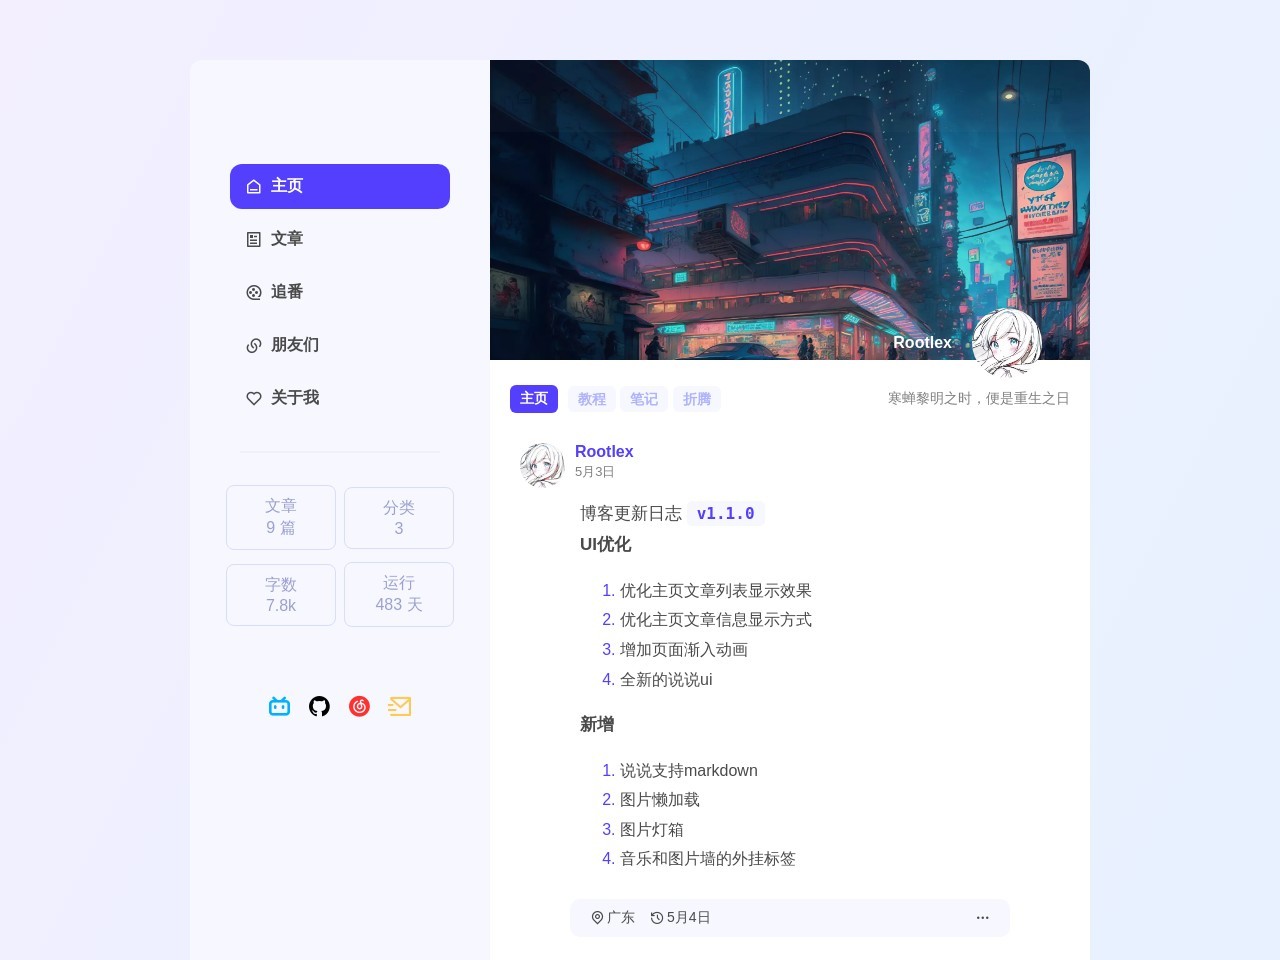 主页
文章
追番
朋友们
关于我
文章
9 篇
分类
3
字数
7.8k
运行
483 天
Rootlex
主页 教程 笔记 折腾
寒蝉黎明之时，便是重生之日
Rootlex
5月3日
博客更新日志 v1.1.0
UI优化
1. 优化主页文章列表显示效果
2. 优化主页文章信息显示方式
3. 增加页面渐入动画
4. 全新的说说ui
新增
1. 说说支持markdown
2. 图片懒加载
3. 图片灯箱
4. 音乐和图片墙的外挂标签
广东 5月4日